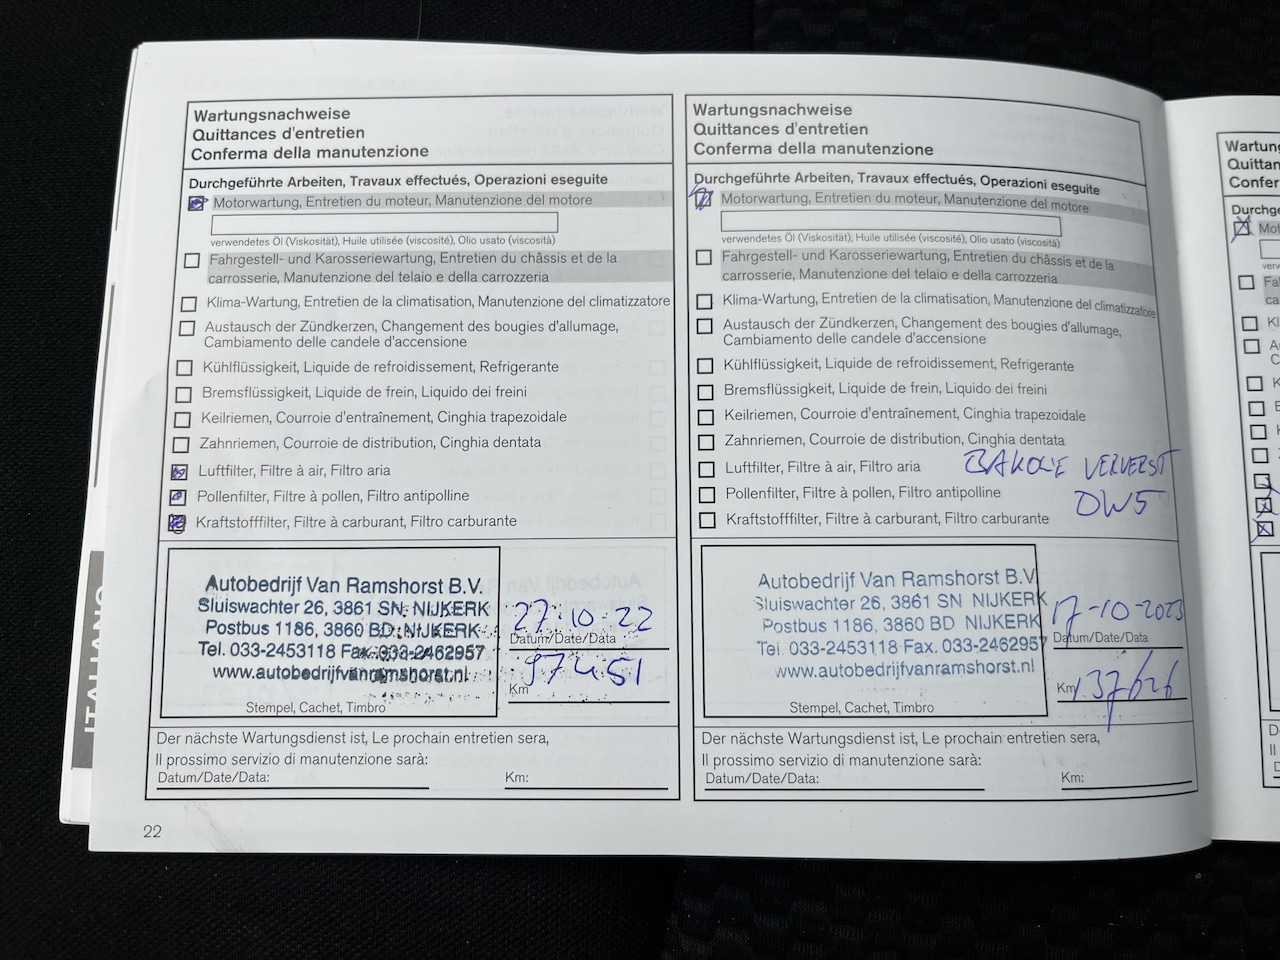 Wartungsnachweise
Quittances d'entretien
Conferma della manutenzione
Durchgeführte Arbeiten, Travaux effectués, Operazioni eseguite
Motorwartung, Entretien du moteur, Manutenzione del motore
verwendetes Öl (Viskosität), Huile utilisée (viscosité), Olio usato (viscosità)
Fahrgestell- und Karosseriewartung, Entretien du châssis et de la
carrosserie, Manutenzione del telaio e della carrozzeria
Klima-Wartung, Entretien de la climatisation, Manutenzione del climatizzatore
Austausch der Zündkerzen, Changement des bougies d'allumage,
Cambiamento delle candele d'accensione
Kühlflüssigkeit, Liquide de refroidissement, Refrigerante
Bremsflüssigkeit, Liquide de frein, Liquido dei freini
Keilriemen, Courroie d'entraînement, Cinghia trapezoidale
Zahnriemen, Courroie de distribution, Cinghia dentata
Luftfilter, Filtre à air, Filtro aria
Pollenfilter, Filtre à pollen, Filtro antipolline
Kraftstofffilter, Filtre à carburant, Filtro carburante
Autobedrijf Van Ramshorst B.V.
Sluiswachter 26, 3861 SN NIJKERK
Postbus 1186, 3860 BD NIJKERK
Tel. 033-2453118 Fax. 033-2462957
www.autobedrijfvanramshorst.nl
Stempel, Cachet, Timbro
27-10-22
Datum/Date/Data
97451
Km
Der nächste Wartungsdienst ist, Le prochain entretien sera,
Il prossimo servizio di manutenzione sarà:
Datum/Date/Data: Km:
22
Wartungsnachweise
Quittances d'entretien
Conferma della manutenzione
Durchgeführte Arbeiten, Travaux effectués, Operazioni eseguite
Motorwartung, Entretien du moteur, Manutenzione del motore
verwendetes Öl (Viskosität), Huile utilisée (viscosité), Olio usato (viscosità)
Fahrgestell- und Karosseriewartung, Entretien du châssis et de la
carrosserie, Manutenzione del telaio e della carrozzeria
Klima-Wartung, Entretien de la climatisation, Manutenzione del climatizzatore
Austausch der Zündkerzen, Changement des bougies d'allumage,
Cambiamento delle candele d'accensione
Kühlflüssigkeit, Liquide de refroidissement, Refrigerante
Bremsflüssigkeit, Liquide de frein, Liquido dei freini
Keilriemen, Courroie d'entraînement, Cinghia trapezoidale
Zahnriemen, Courroie de distribution, Cinghia dentata
Luftfilter, Filtre à air, Filtro aria VERVERST
Pollenfilter, Filtre à pollen, Filtro antipolline OW5
Kraftstofffilter, Filtre à carburant, Filtro carburante
Autobedrijf Van Ramshorst B.V.
Sluiswachter 26, 3861 SN NIJKERK
Postbus 1186, 3860 BD NIJKERK
Tel 033-2453118 Fax. 033-2462957
www.autobedrijfvanramshorst.nl
Stempel, Cachet, Timbro
17-10-2023
Datum/Date/Data
Km 137626
Der nächste Wartungsdienst ist, Le prochain entretien sera,
Il prossimo servizio di manutenzione sarà:
Datum/Date/Data: Km:
ITALIANO